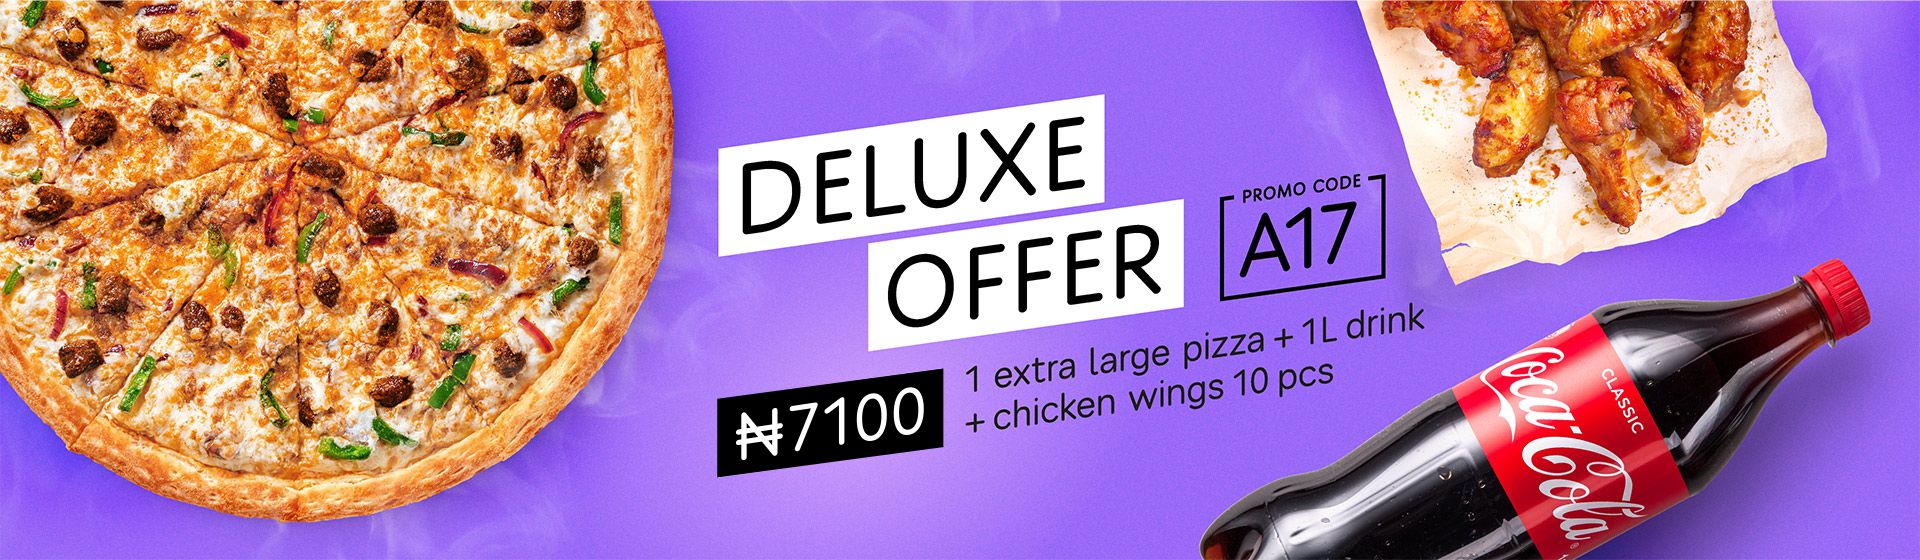 DELUXE
OFFER
PROMO CODE
A17
₦7100
1 extra large pizza + 1L drink
+ chicken wings 10 pcs
Coca-Cola
CLASSIC
®